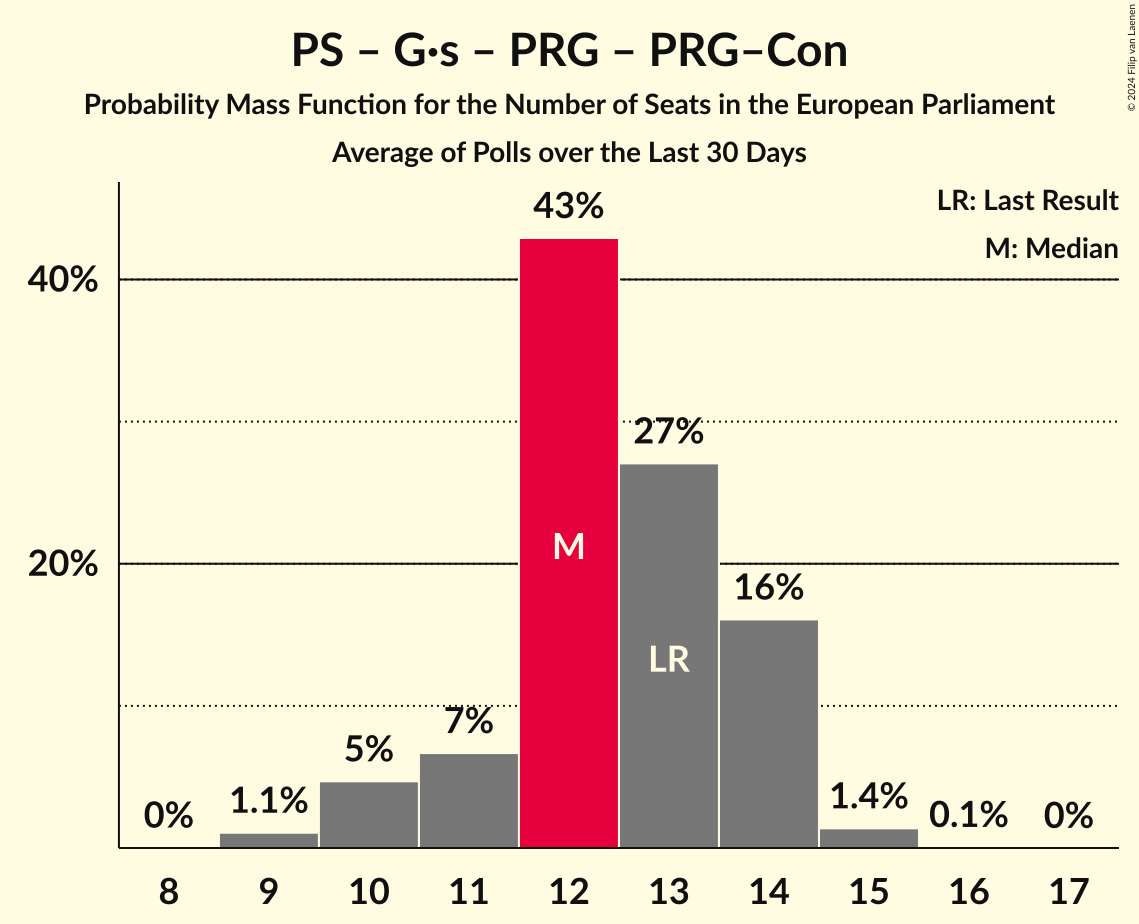 PS – G·s – PRG – PRG–Con
Probability Mass Function for the Number of Seats in the European Parliament
Average of Polls over the Last 30 Days
© 2024 Filip van Laenen
LR: Last Result
M: Median
40%
20%
0%
1.1%
5%
7%
43%
27%
16%
1.4%
0.1%
0%
M
LR
8 9 10 11 12 13 14 15 16 17